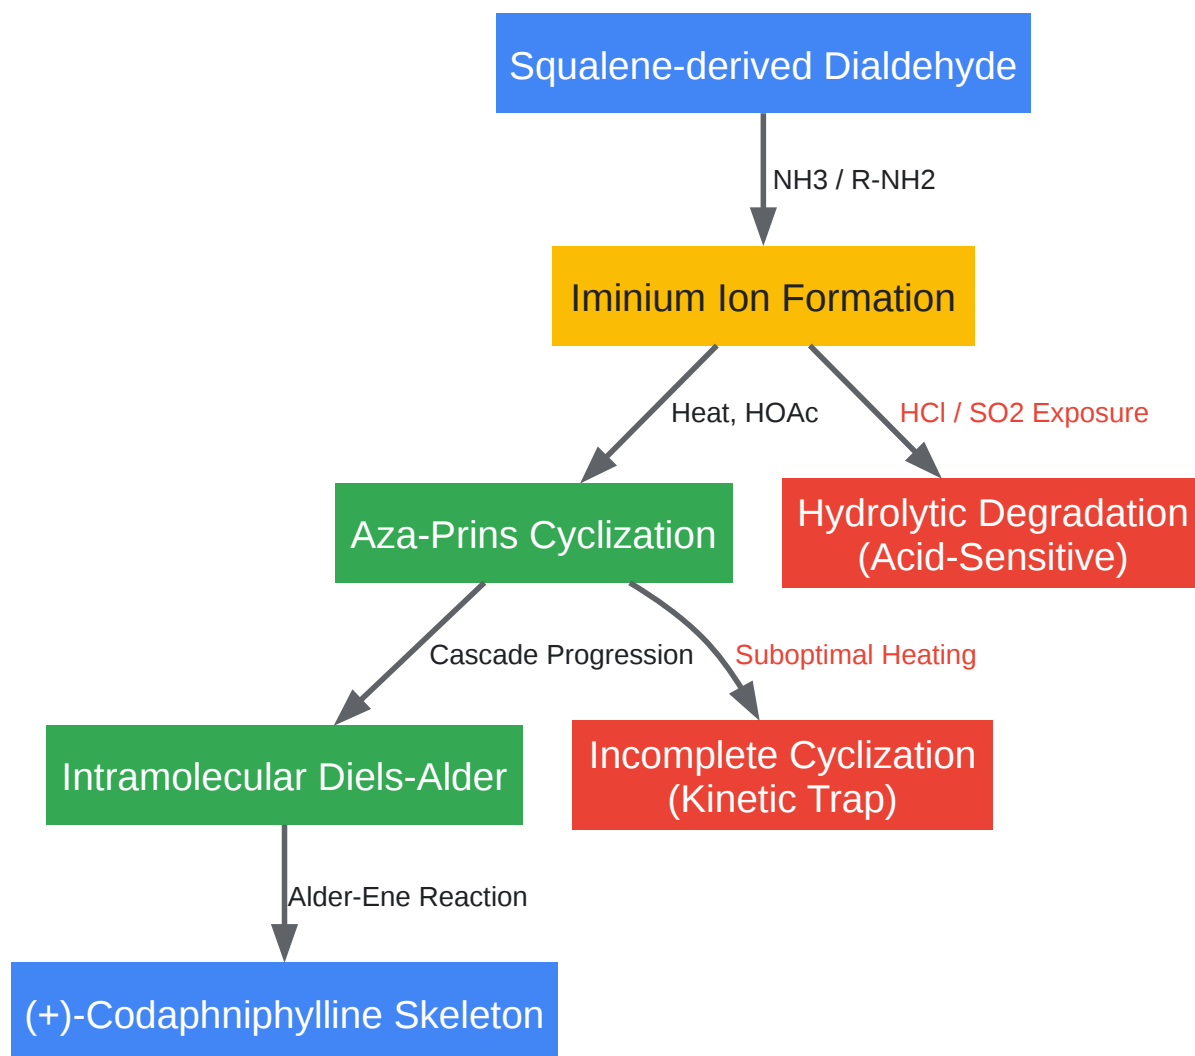 Squalene-derived Dialdehyde
NH3 / R-NH2
Iminium Ion Formation
Heat, HOAc
HCl / SO2 Exposure
Aza-Prins Cyclization
Hydrolytic Degradation
(Acid-Sensitive)
Cascade Progression
Suboptimal Heating
Intramolecular Diels-Alder
Incomplete Cyclization
(Kinetic Trap)
Alder-Ene Reaction
(+)-Codaphniphylline Skeleton